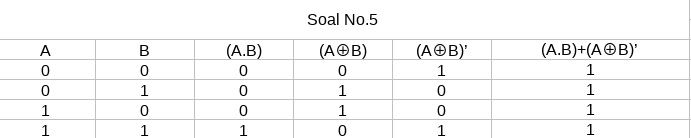 Soal No.5
A B (A.B) (A⊕B) (A⊕B)’ (A.B)+(A⊕B)’
0 0 0 0 1 1
0 1 0 1 0 1
1 0 0 1 0 1
1 1 1 0 1 1